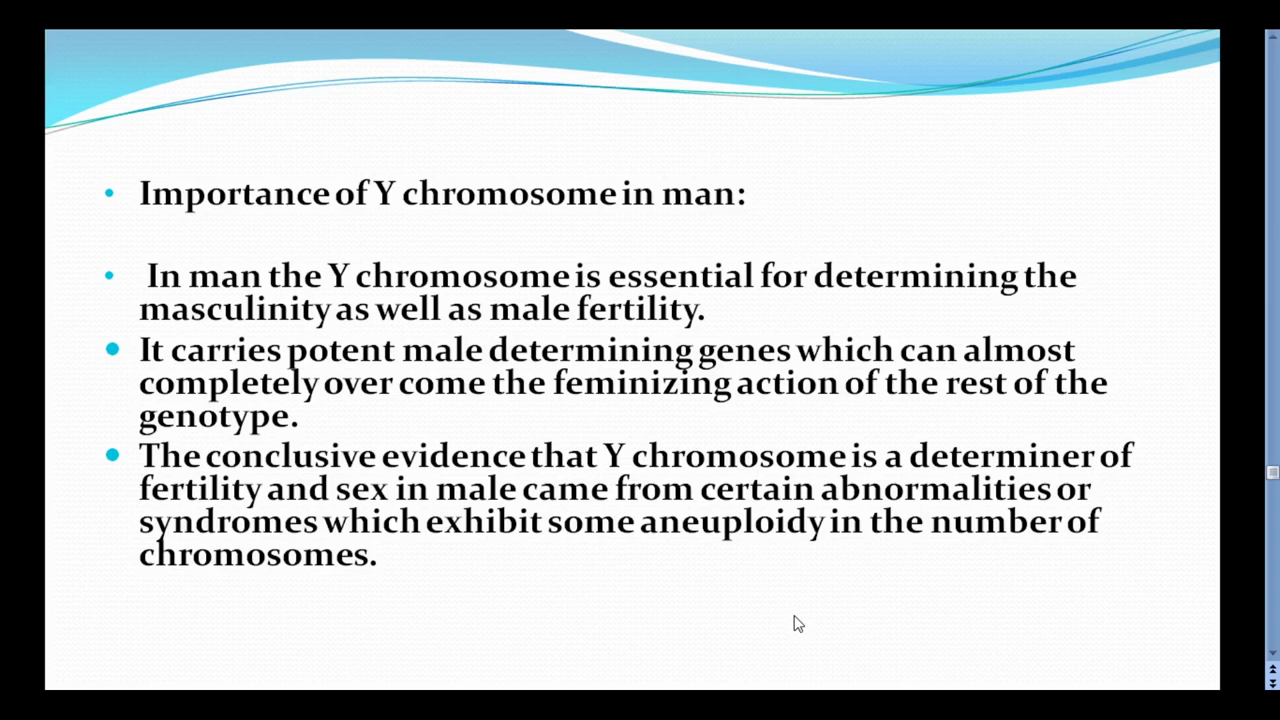 Importance of Y chromosome in man:
In man the Y chromosome is essential for determining the
masculinity as well as male fertility.
It carries potent male determining genes which can almost
completely over come the feminizing action of the rest of the
genotype.
The conclusive evidence that Y chromosome is a determiner of
fertility and sex in male came from certain abnormalities or
syndromes which exhibit some aneuploidy in the number of
chromosomes.